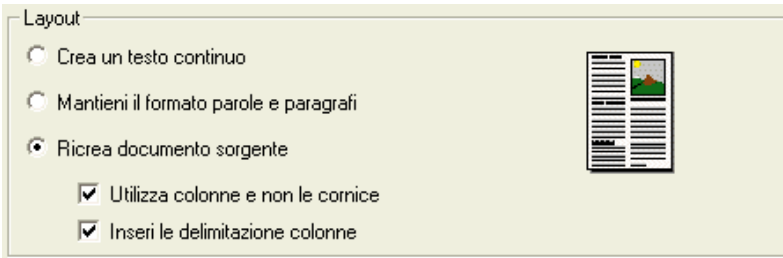 Layout
Crea un testo continuo
Mantieni il formato parole e paragrafi
Ricrea documento sorgente
Utilizza colonne e non le cornice
Inseri le delimitazione colonne